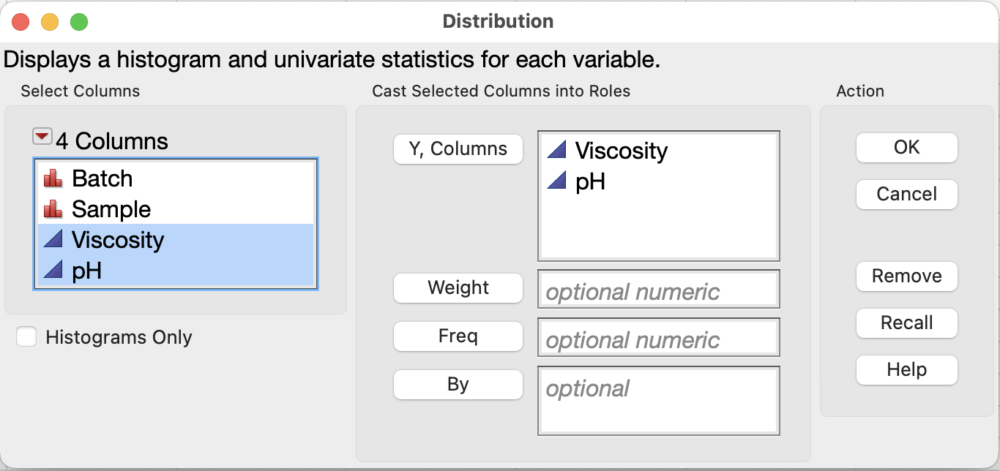 Distribution
Displays a histogram and univariate statistics for each variable.
Select Columns
4 Columns
Batch
Sample
Viscosity
pH
Histograms Only
Cast Selected Columns into Roles
Y, Columns
Viscosity
pH
Weight
optional numeric
Freq
optional numeric
By
optional
Action
OK
Cancel
Remove
Recall
Help